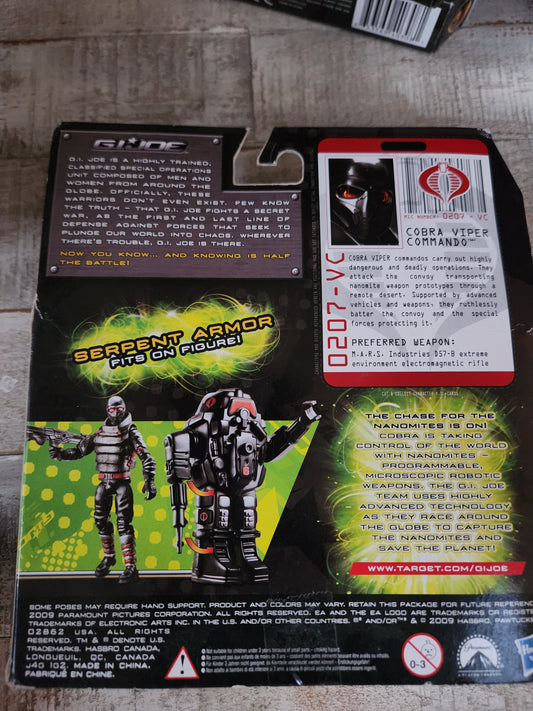 G.I.JOE
G.I. JOE IS A HIGHLY TRAINED,
CLASSIFIED SPECIAL OPERATIONS
UNIT COMPOSED OF MEN AND
WOMEN FROM AROUND THE
GLOBE. OFFICIALLY, THESE
WARRIORS DON'T EVEN EXIST. FEW KNOW
THE TRUTH – THAT G.I. JOE FIGHTS A SECRET
WAR, AS THE FIRST AND LAST LINE OF
DEFENSE AGAINST FORCES THAT SEEK TO
PLUNGE OUR WORLD INTO CHAOS. WHEREVER
THERE'S TROUBLE, G.I. JOE IS THERE.
NOW YOU KNOW... AND KNOWING IS HALF
THE BATTLE!
0207-VC
COBRA VIPER
COMMANDO
COBRA VIPER commandos carry out highly
dangerous and deadly operations. They
attack the convoy transporting
nanomite weapon prototypes through a
remote desert. Supported by advanced
vehicles and weapons, they ruthlessly
batter the convoy and the special
forces protecting it.
PREFERRED WEAPON:
M.A.R.S. Industries D57-B extreme
environment electromagnetic rifle
0207-VC
SERPENT ARMOR
FITS ON FIGURE!
THE CHASE FOR THE
NANOMITES IS ON!
COBRA IS TAKING
CONTROL OF THE WORLD
WITH NANOMITES –
PROGRAMMABLE,
MICROSCOPIC ROBOTIC
WEAPONS. THE G.I. JOE
TEAM USES HIGHLY
ADVANCED TECHNOLOGY
AS THEY RACE AROUND
THE GLOBE TO CAPTURE
THE NANOMITES AND
SAVE THE PLANET!
WWW.TARGET.COM/GIJOE
SOME POSES MAY REQUIRE HAND SUPPORT. PRODUCT AND COLORS MAY VARY. RETAIN THIS PACKAGE FOR FUTURE REFERENCE
2009 PARAMOUNT PICTURES CORPORATION. ALL RIGHTS RESERVED. EA AND THE EA LOGO ARE TRADEMARKS OR REGISTER
TRADEMARKS OF ELECTRONIC ARTS INC. IN THE U.S. AND/OR OTHER COUNTRIES. ® AND/OR ™ & © 2009 HASBRO, PAWTUCKE
02862 USA. ALL RIGHTS
RESERVED. TM & ® DENOTE U.S.
TRADEMARKS. HASBRO CANADA,
LONGUEUIL, QC, CANADA
J4G 1G2. MADE IN CHINA.
FABRIQUÉ EN CHINE.
0-3